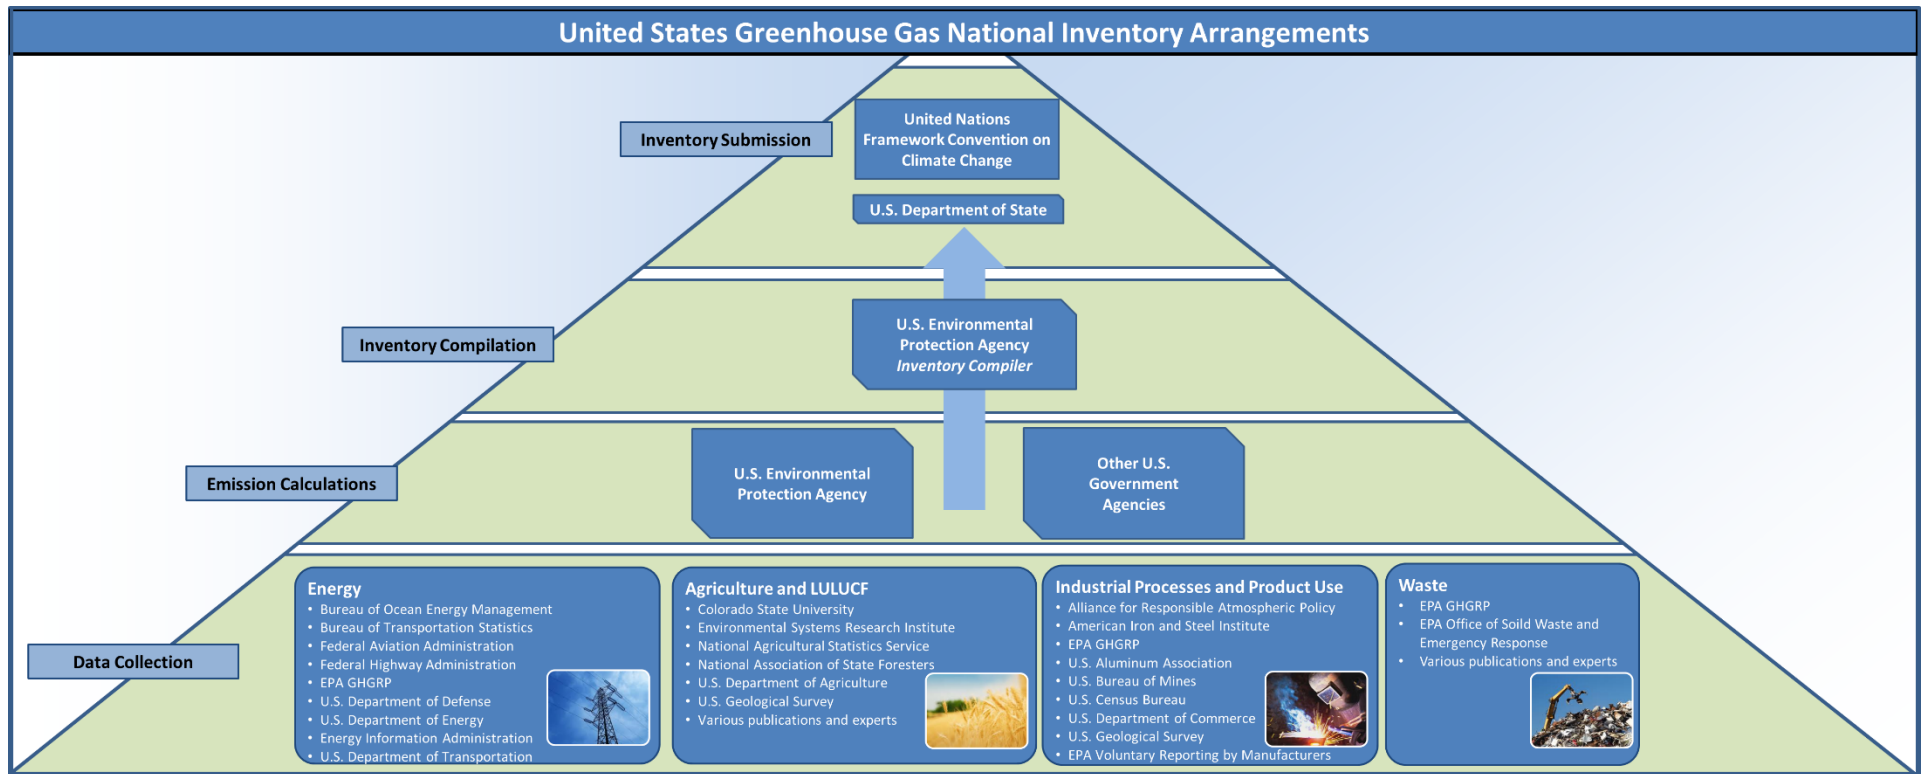 United States Greenhouse Gas National Inventory Arrangements
Inventory Submission
United Nations
Framework Convention on
Climate Change
U.S. Department of State
Inventory Compilation
U.S. Environmental
Protection Agency
Inventory Compiler
Emission Calculations
U.S. Environmental
Protection Agency
Other U.S.
Government
Agencies
Data Collection
Energy
• Bureau of Ocean Energy Management
• Bureau of Transportation Statistics
• Federal Aviation Administration
• Federal Highway Administration
• EPA GHGRP
• U.S. Department of Defense
• U.S. Department of Energy
• Energy Information Administration
• U.S. Department of Transportation
Agriculture and LULUCF
• Colorado State University
• Environmental Systems Research Institute
• National Agricultural Statistics Service
• National Association of State Foresters
• U.S. Department of Agriculture
• U.S. Geological Survey
• Various publications and experts
Industrial Processes and Product Use
• Alliance for Responsible Atmospheric Policy
• American Iron and Steel Institute
• EPA GHGRP
• U.S. Aluminum Association
• U.S. Bureau of Mines
• U.S. Census Bureau
• U.S. Department of Commerce
• U.S. Geological Survey
• EPA Voluntary Reporting by Manufacturers
Waste
• EPA GHGRP
• EPA Office of Soild Waste and
Emergency Response
• Various publications and experts